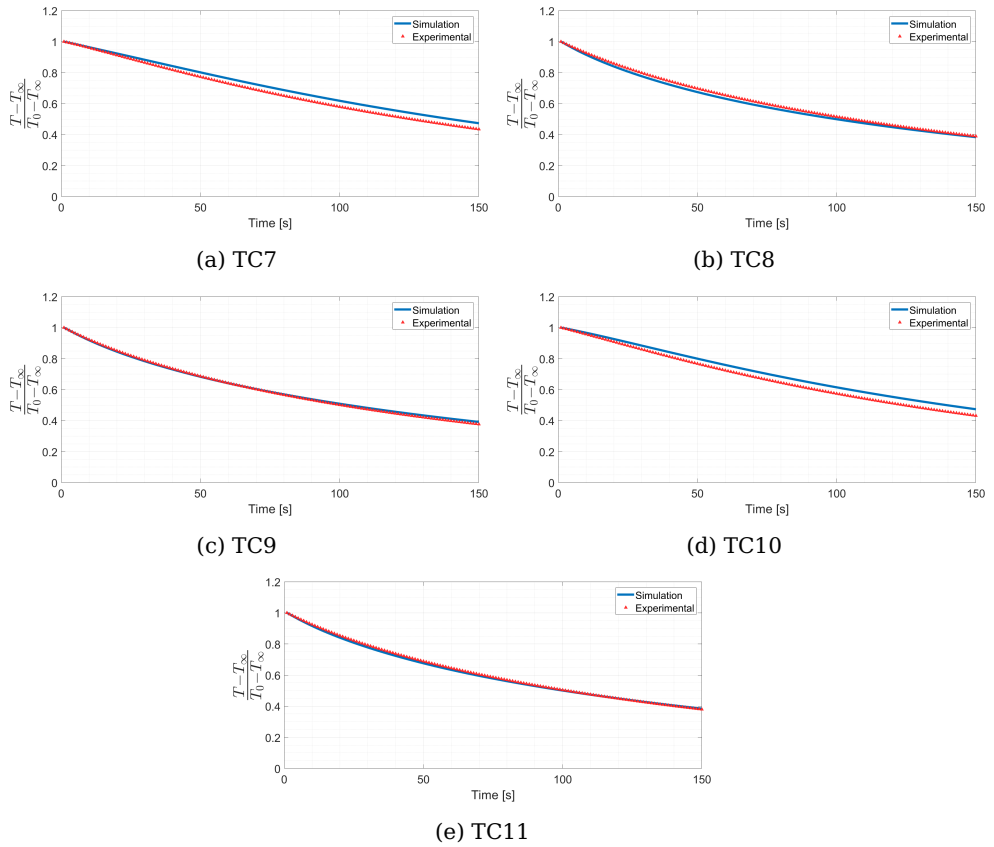 1.2
1
0.8
0.6
0.4
0.2
0
0 50 100 150
T − T∞
T0 − T∞
Time [s]
Simulation
Experimental
(a) TC7
1.2
1
0.8
0.6
0.4
0.2
0
0 50 100 150
T − T∞
T0 − T∞
Time [s]
Simulation
Experimental
(b) TC8
1.2
1
0.8
0.6
0.4
0.2
0
0 50 100 150
T − T∞
T0 − T∞
Time [s]
Simulation
Experimental
(c) TC9
1.2
1
0.8
0.6
0.4
0.2
0
0 50 100 150
T − T∞
T0 − T∞
Time [s]
Simulation
Experimental
(d) TC10
1.2
1
0.8
0.6
0.4
0.2
0
0 50 100 150
T − T∞
T0 − T∞
Time [s]
Simulation
Experimental
(e) TC11